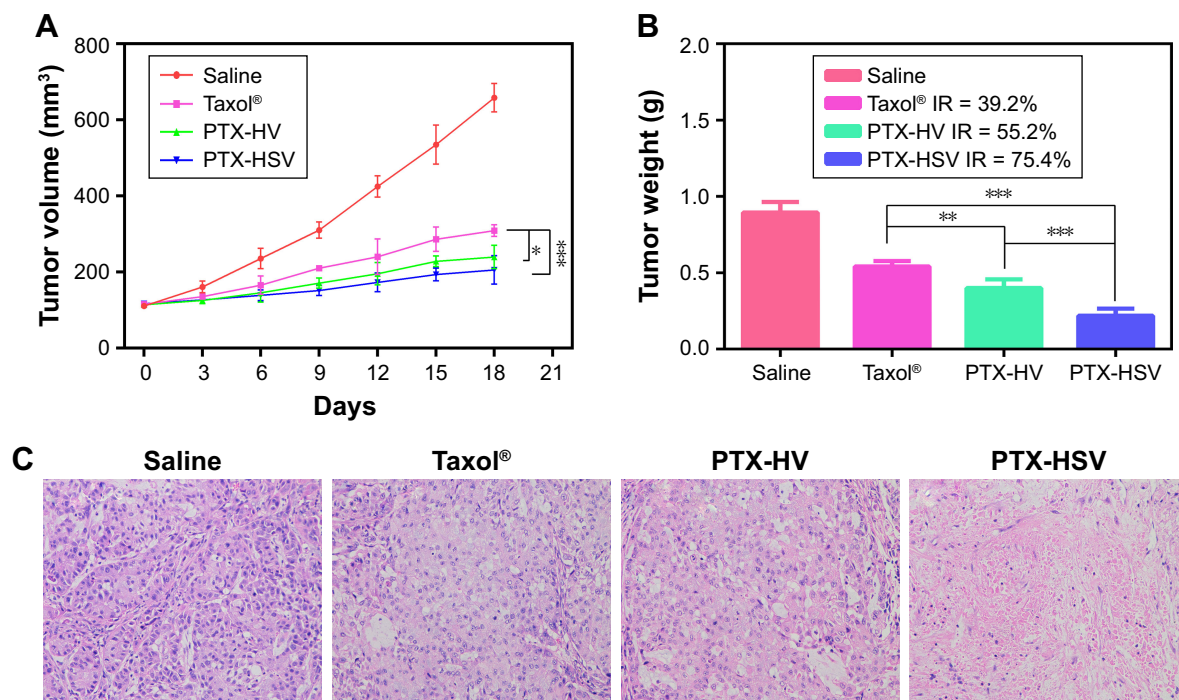 A
Tumor volume (mm³)
800
600
400
200
0
Saline
Taxol®
PTX-HV
PTX-HSV
*
***
0 3 6 9 12 15 18 21
Days
B
Tumor weight (g)
2.0
1.5
1.0
0.5
0.0
Saline
Taxol® IR = 39.2%
PTX-HV IR = 55.2%
PTX-HSV IR = 75.4%
***
**
***
Saline Taxol® PTX-HV PTX-HSV
C
Saline Taxol® PTX-HV PTX-HSV